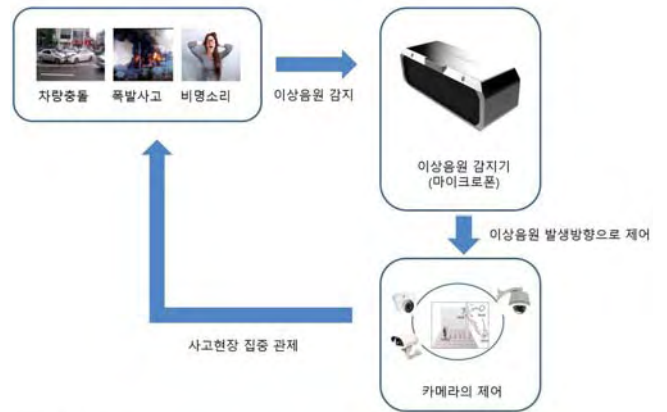 차량충돌
폭발사고
비명소리
이상음원 감지
이상음원 감지기
(마이크로폰)
이상음원 발생방향으로 제어
사고현장 집중 관제
카메라의 제어